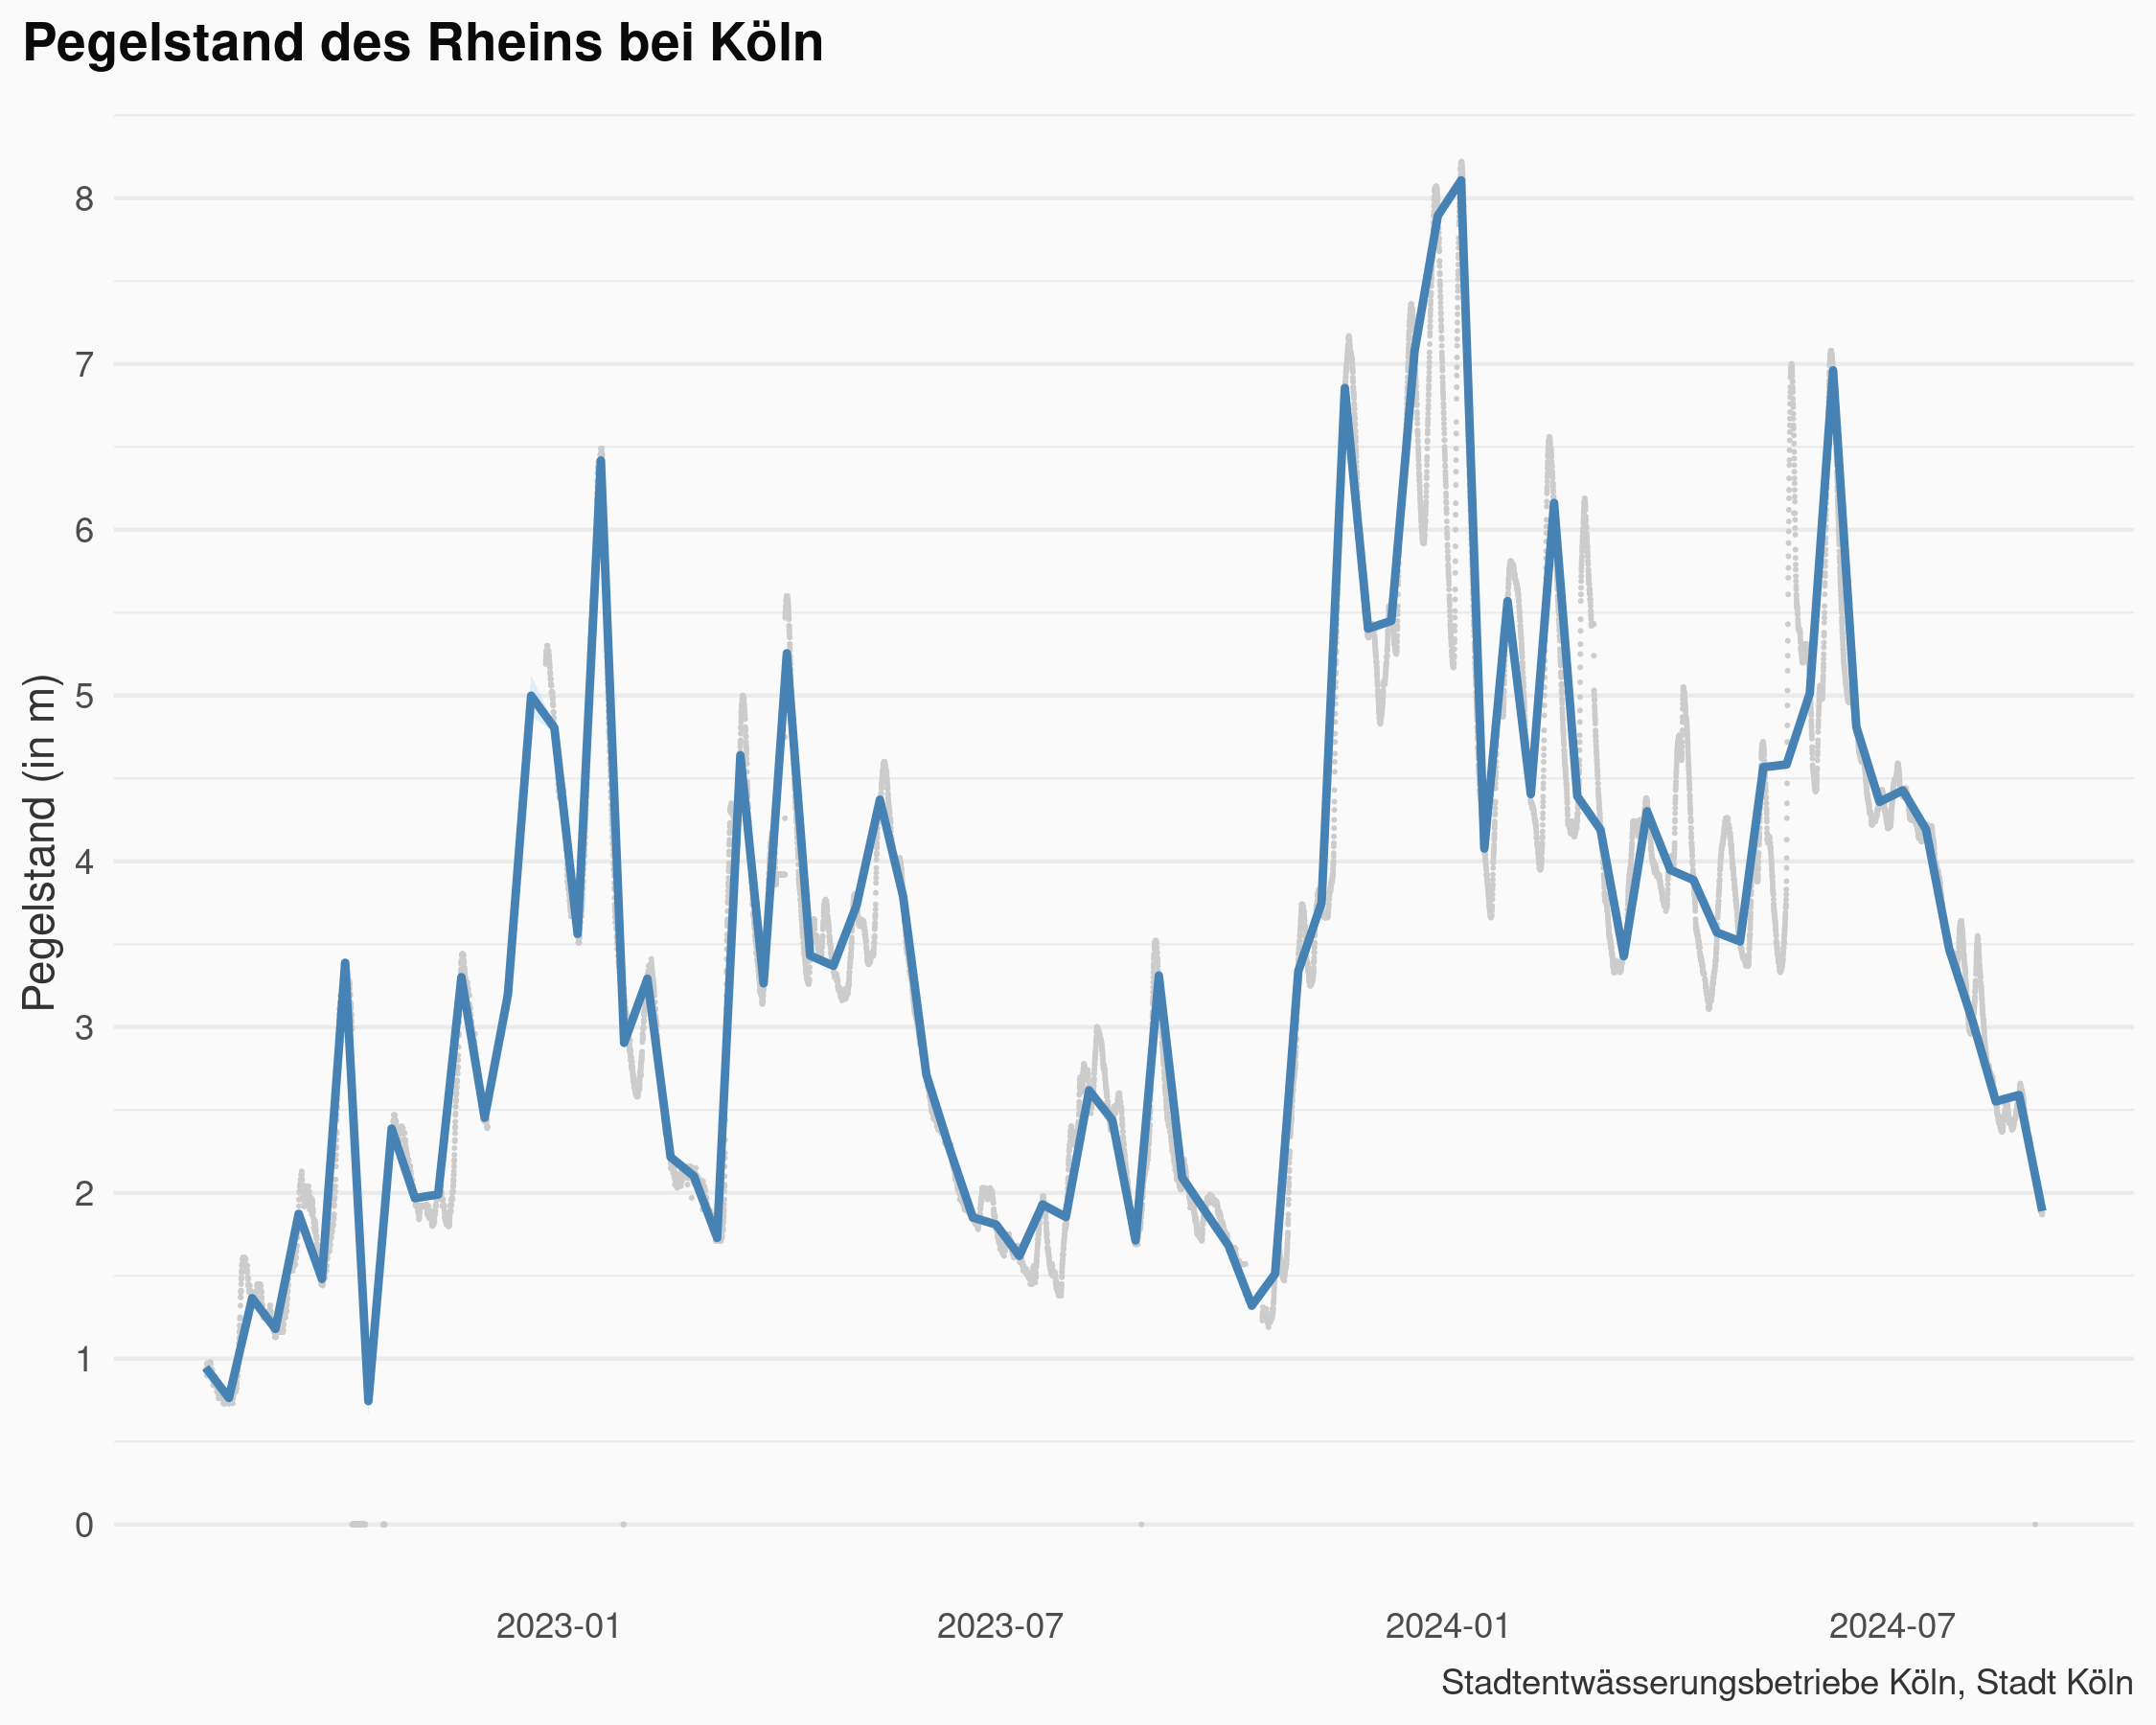 Pegelstand des Rheins bei Köln
Pegelstand (in m)
8
7
6
5
4
3
2
1
0
2023-01 2023-07 2024-01 2024-07
Stadtentwässerungsbetriebe Köln, Stadt Köln